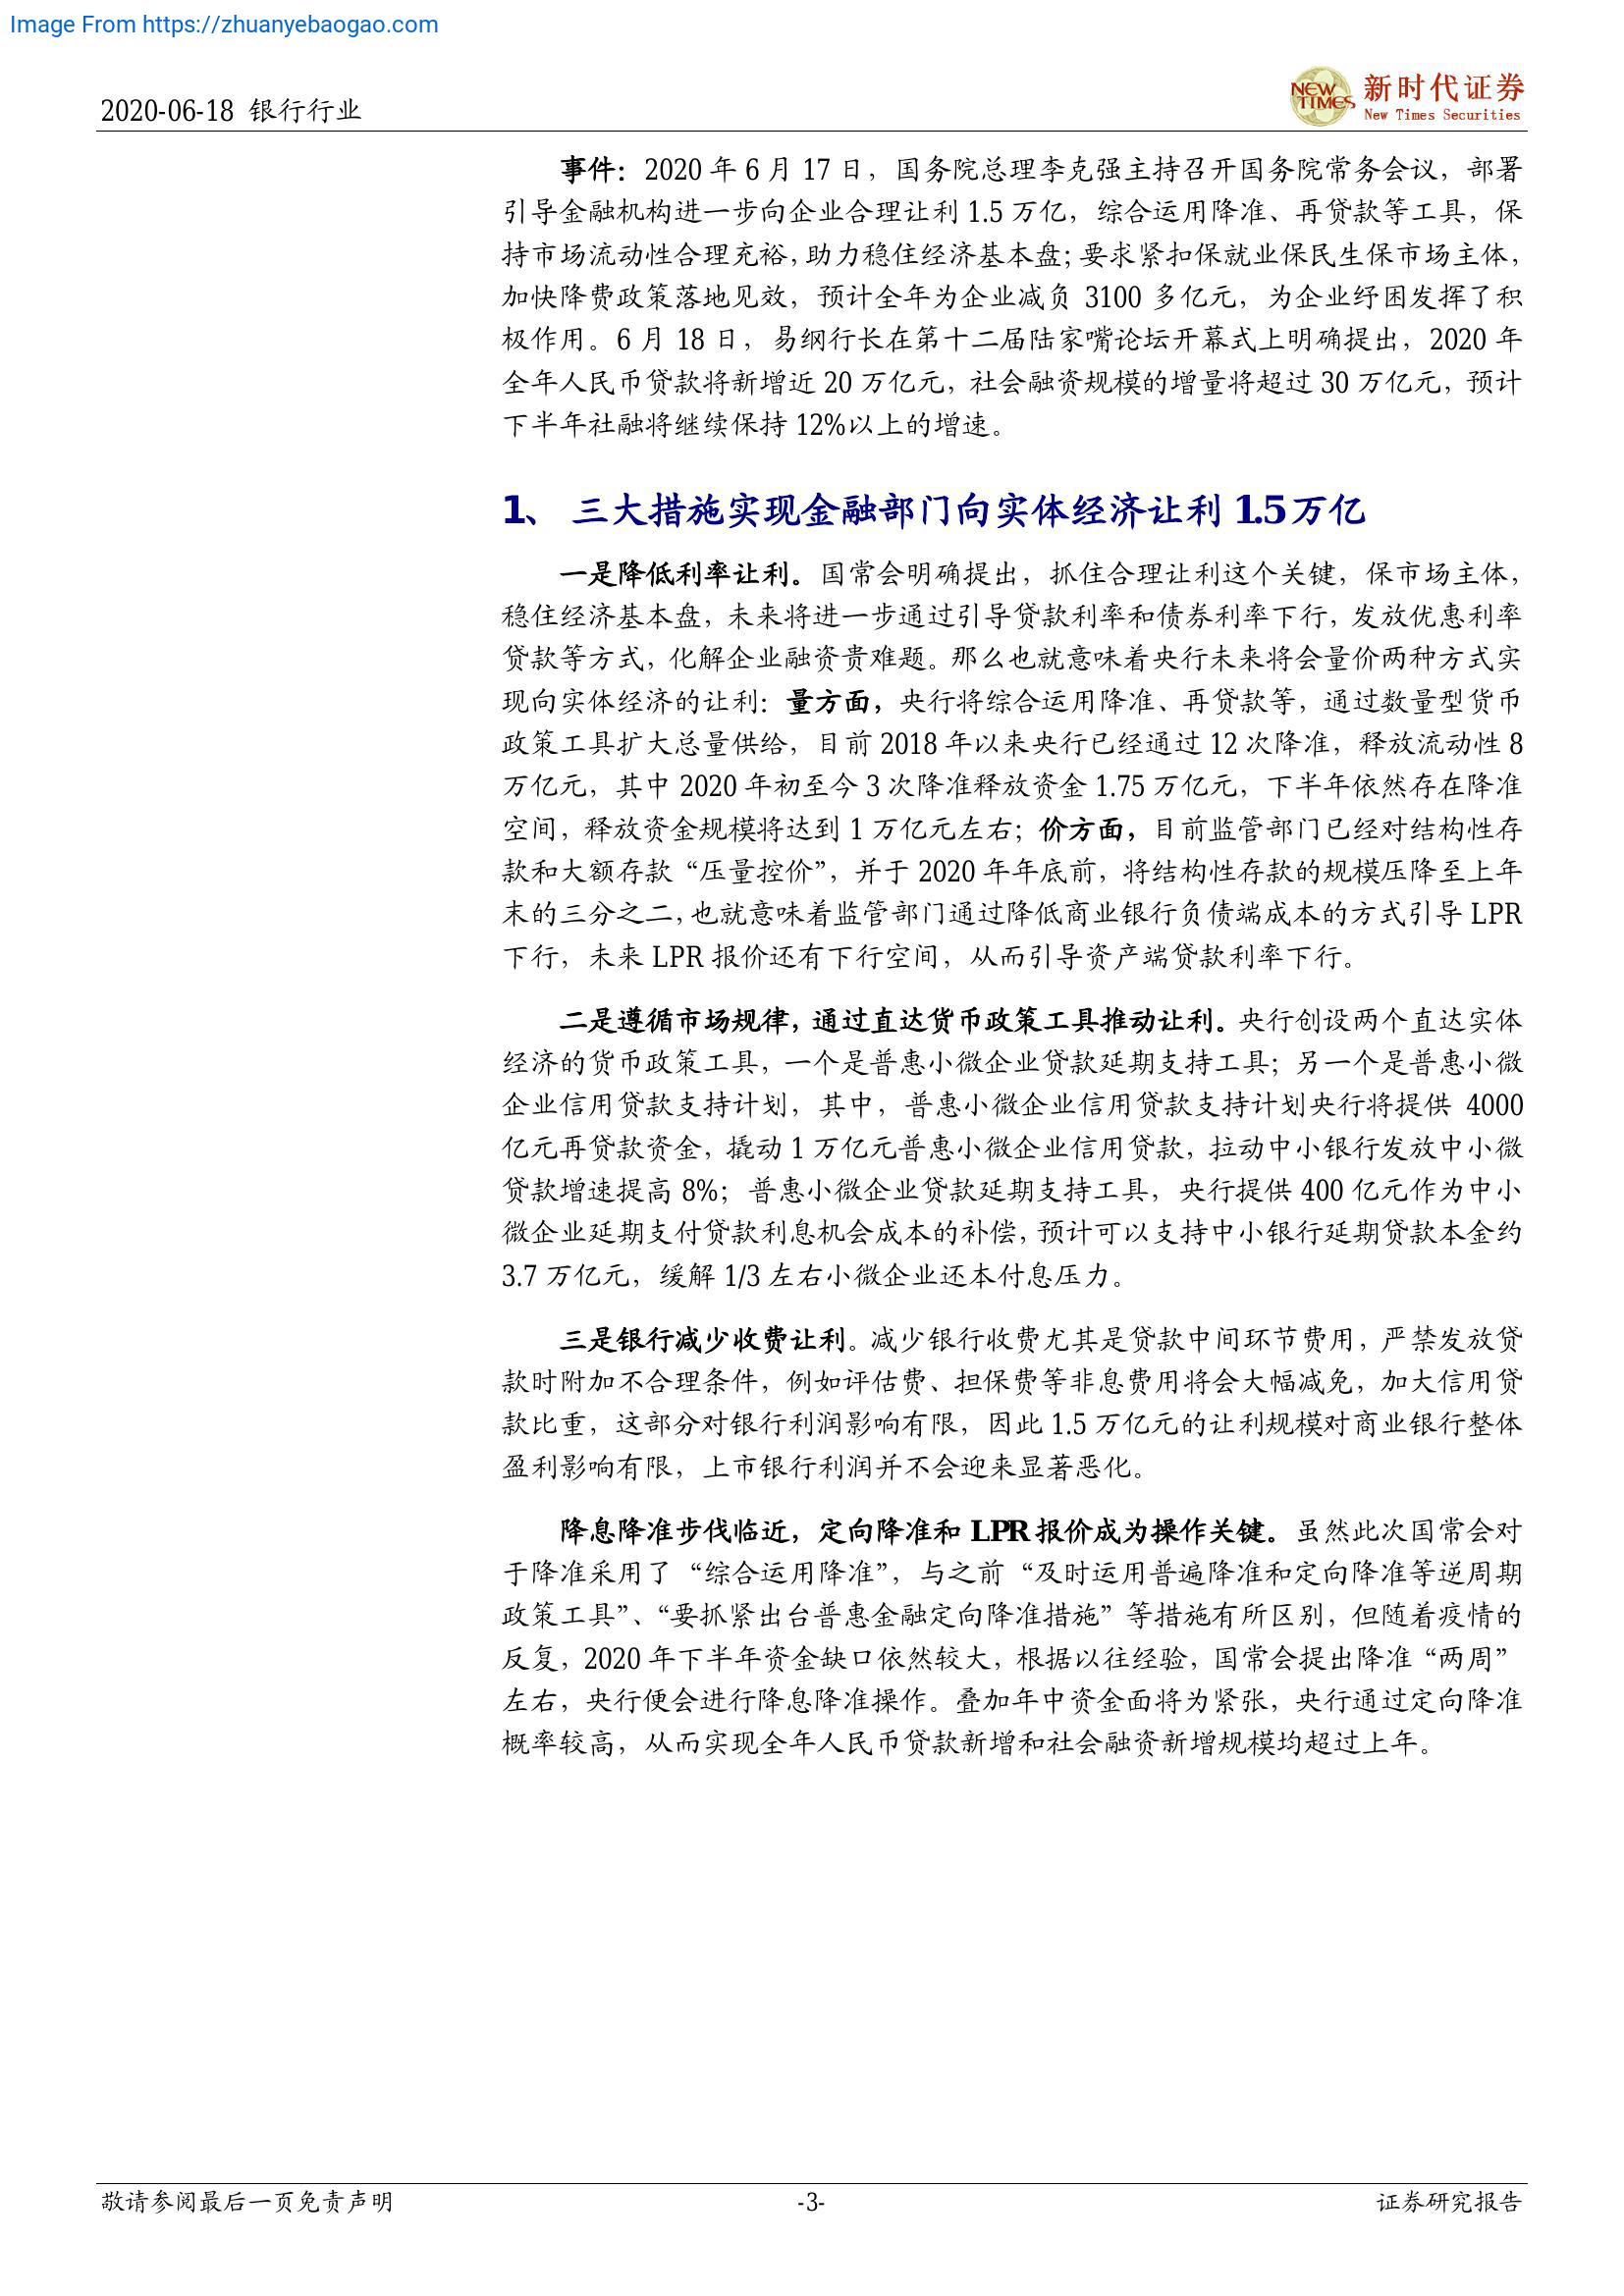 Image From https://zhuanyebaogao.com
2020-06-18 银行行业
NEW TIMES
新时代证券
New Times Securities
事件：2020 年 6 月 17 日，国务院总理李克强主持召开国务院常务会议，部署
引导金融机构进一步向企业合理让利 1.5 万亿，综合运用降准、再贷款等工具，保
持市场流动性合理充裕，助力稳住经济基本盘；要求紧扣保就业保民生保市场主体，
加快降费政策落地见效，预计全年为企业减负 3100 多亿元，为企业纾困发挥了积
极作用。6 月 18 日，易纲行长在第十二届陆家嘴论坛开幕式上明确提出，2020 年
全年人民币贷款将新增近 20 万亿元，社会融资规模的增量将超过 30 万亿元，预计
下半年社融将继续保持 12%以上的增速。
1、 三大措施实现金融部门向实体经济让利 1.5 万亿
一是降低利率让利。国常会明确提出，抓住合理让利这个关键，保市场主体，
稳住经济基本盘，未来将进一步通过引导贷款利率和债券利率下行，发放优惠利率
贷款等方式，化解企业融资贵难题。那么也就意味着央行未来将会量价两种方式实
现向实体经济的让利：量方面，央行将综合运用降准、再贷款等，通过数量型货币
政策工具扩大总量供给，目前 2018 年以来央行已经通过 12 次降准，释放流动性 8
万亿元，其中 2020 年初至今 3 次降准释放资金 1.75 万亿元，下半年依然存在降准
空间，释放资金规模将达到 1 万亿元左右；价方面，目前监管部门已经对结构性存
款和大额存款“压量控价”，并于 2020 年年底前，将结构性存款的规模压降至上年
末的三分之二，也就意味着监管部门通过降低商业银行负债端成本的方式引导 LPR
下行，未来 LPR 报价还有下行空间，从而引导资产端贷款利率下行。
二是遵循市场规律，通过直达货币政策工具推动让利。央行创设两个直达实体
经济的货币政策工具，一个是普惠小微企业贷款延期支持工具；另一个是普惠小微
企业信用贷款支持计划，其中，普惠小微企业信用贷款支持计划央行将提供 4000
亿元再贷款资金，撬动 1 万亿元普惠小微企业信用贷款，拉动中小银行发放中小微
贷款增速提高 8%；普惠小微企业贷款延期支持工具，央行提供 400 亿元作为中小
微企业延期支付贷款利息机会成本的补偿，预计可以支持中小银行延期贷款本金约
3.7 万亿元，缓解 1/3 左右小微企业还本付息压力。
三是银行减少收费让利。减少银行收费尤其是贷款中间环节费用，严禁发放贷
款时附加不合理条件，例如评估费、担保费等非息费用将会大幅减免，加大信用贷
款比重，这部分对银行利润影响有限，因此 1.5 万亿元的让利规模对商业银行整体
盈利影响有限，上市银行利润并不会迎来显著恶化。
降息降准步伐临近，定向降准和 LPR 报价成为操作关键。虽然此次国常会对
于降准采用了“综合运用降准”，与之前“及时运用普遍降准和定向降准等逆周期
政策工具”、“要抓紧出台普惠金融定向降准措施”等措施有所区别，但随着疫情的
反复，2020 年下半年资金缺口依然较大，根据以往经验，国常会提出降准“两周”
左右，央行便会进行降息降准操作。叠加年中资金面将为紧张，央行通过定向降准
概率较高，从而实现全年人民币贷款新增和社会融资新增规模均超过上年。
敬请参阅最后一页免责声明
-3-
证券研究报告